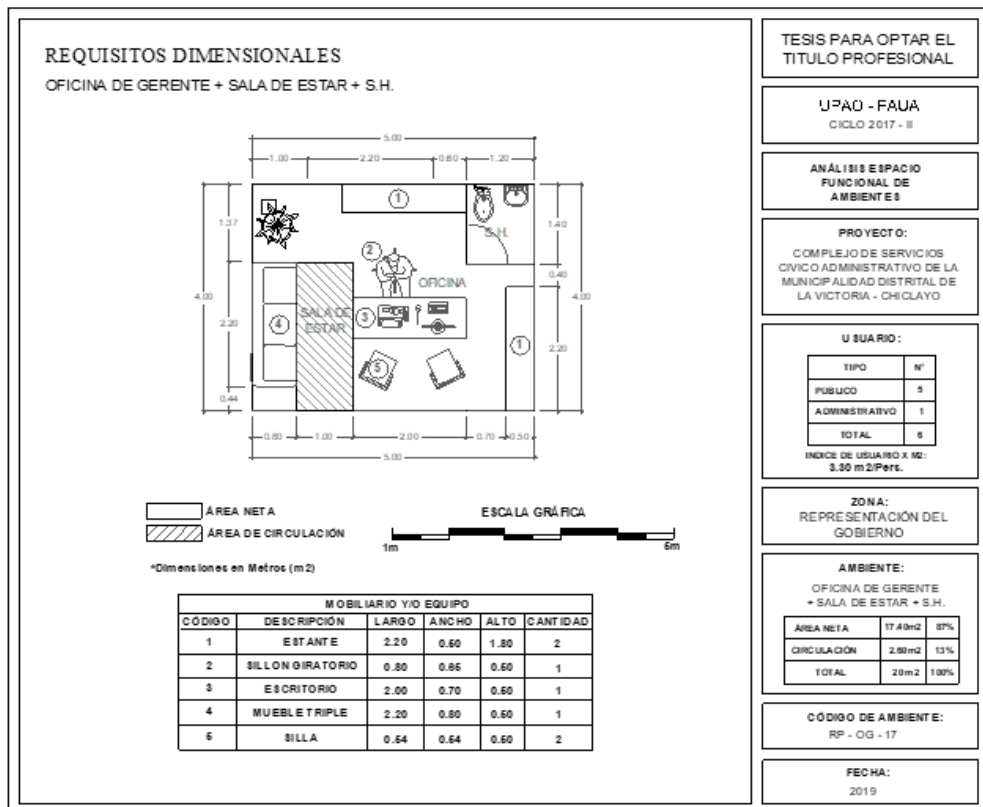 REQUISITOS DIMENSIONALES
OFICINA DE GERENTE + SALA DE ESTAR + S.H.
5.00
1.00 2.20 0.60 1.20
1.37
4.00
2.20
0.44
1
S.H.
2
OFICINA
SALA DE
ESTAR
3
4
5
1
1.40
0.40
4.00
2.20
0.80 1.00 2.00 0.70 0.50
5.00
ÁREA NETA
ÁREA DE CIRCULACIÓN
ESCALA GRÁFICA
1m 5m
*Dimensiones en Metros (m2)
MOBILIARIO Y/O EQUIPO
CÓDIGO DESCRIPCIÓN LARGO ANCHO ALTO CANTIDAD
1 ESTANTE 2.20 0.50 1.80 2
2 SILLON GIRATORIO 0.80 0.65 0.50 1
3 ESCRITORIO 2.00 0.70 0.50 1
4 MUEBLE TRIPLE 2.20 0.80 0.50 1
5 SILLA 0.54 0.54 0.50 2
TESIS PARA OPTAR EL
TITULO PROFESIONAL
UPAO - FAUA
CICLO 2017 - II
ANÁLISIS ESPACIO
FUNCIONAL DE
AMBIENTES
PROYECTO:
COMPLEJO DE SERVICIOS
CIVICO ADMINISTRATIVO DE LA
MUNICIPALIDAD DISTRITAL DE
LA VICTORIA - CHICLAYO
USUARIO:
TIPO N°
PÚBLICO 5
ADMINISTRATIVO 1
TOTAL 6
INDICE DE USUARIO X M2:
3.30 m2/Pers.
ZONA:
REPRESENTACIÓN DEL
GOBIERNO
AMBIENTE:
OFICINA DE GERENTE
+ SALA DE ESTAR + S.H.
ÁREA NETA 17.40m2 87%
CIRCULACIÓN 2.60m2 13%
TOTAL 20m2 100%
CÓDIGO DE AMBIENTE:
RP - OG - 17
FECHA:
2019